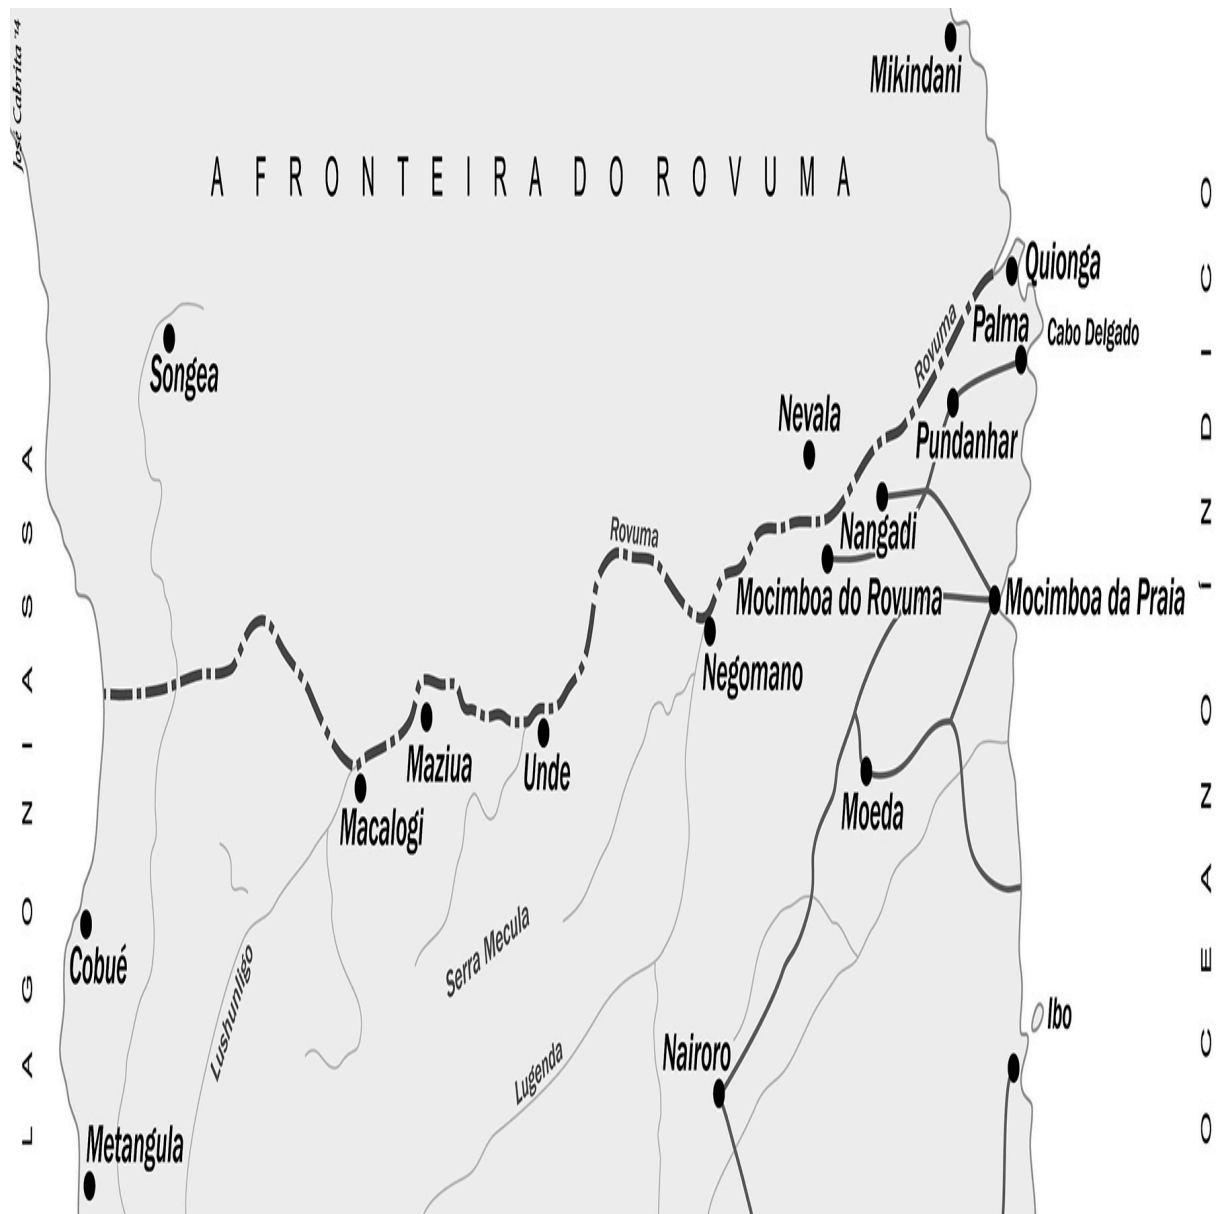 José Cabrita '14
Mikindani
A FRONTEIRA DO ROVUMA
Quionga
Palma
Cabo Delgado
Rovuma
Songea
Nevala
Pundanhar
Rovuma
Nangadi
Mocimboa do Rovuma
Mocimboa da Praia
Negomano
Maziua
Unde
Macalogi
Moeda
Cobué
Serra Mecula
Lushunligo
Lugenda
Nairoro
Ibo
Metangula
LAGO NIASSA
OCEANO ÍNDICO